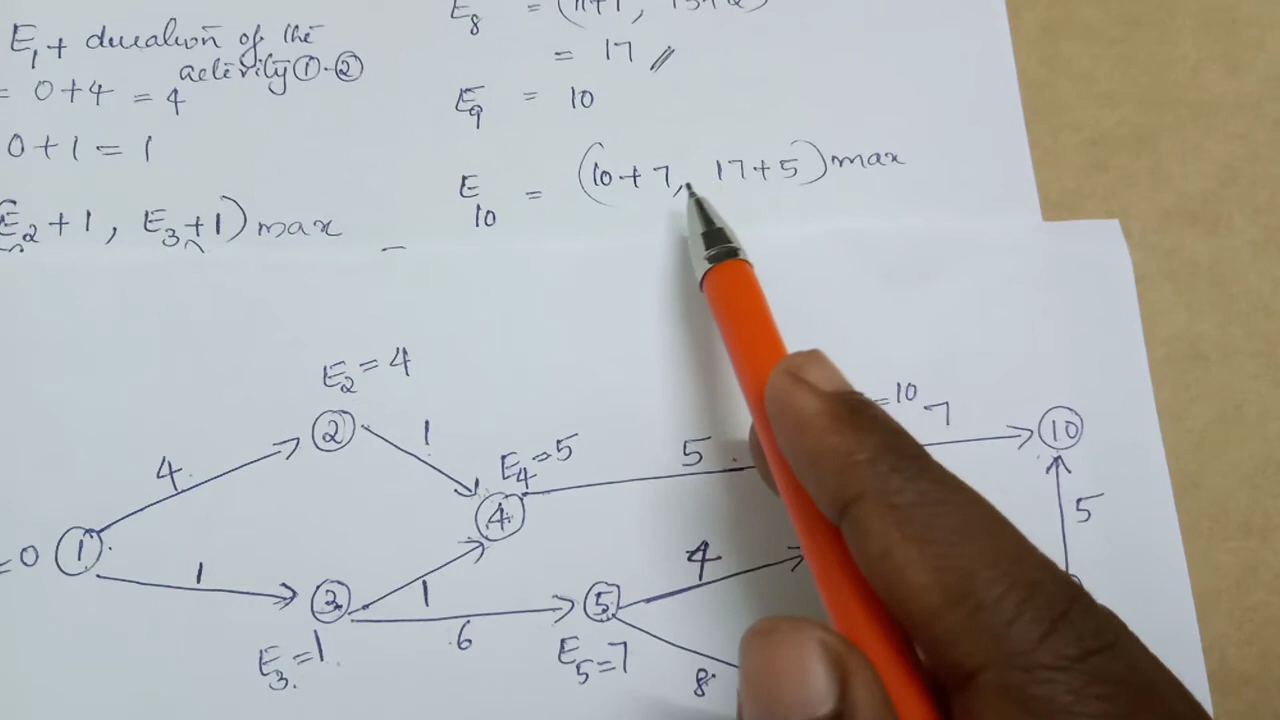 E₁ + duration of the
activity ①-②
= 0+4 = 4
0+1 = 1
E₂+1, E₃+1) max
E₈ =
= 17 //
E₉ = 10
E₁₀ = (10+7, 17+5) max
E₂ = 4
②
1
4
E₄ = 5
④
5
= 10
7
⑩
5
= 0
①
1
③
E₃ = 1
1
6
⑤
E₅ = 7
4
8